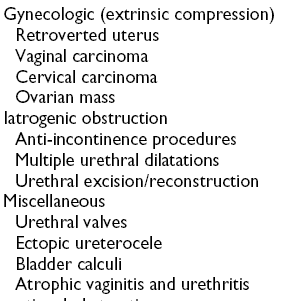 Gynecologic (extrinsic compression)
Retroverted uterus
Vaginal carcinoma
Cervical carcinoma
Ovarian mass
Iatrogenic obstruction
Anti-incontinence procedures
Multiple urethral dilatations
Urethral excision/reconstruction
Miscellaneous
Urethral valves
Ectopic ureterocele
Bladder calculi
Atrophic vaginitis and urethritis